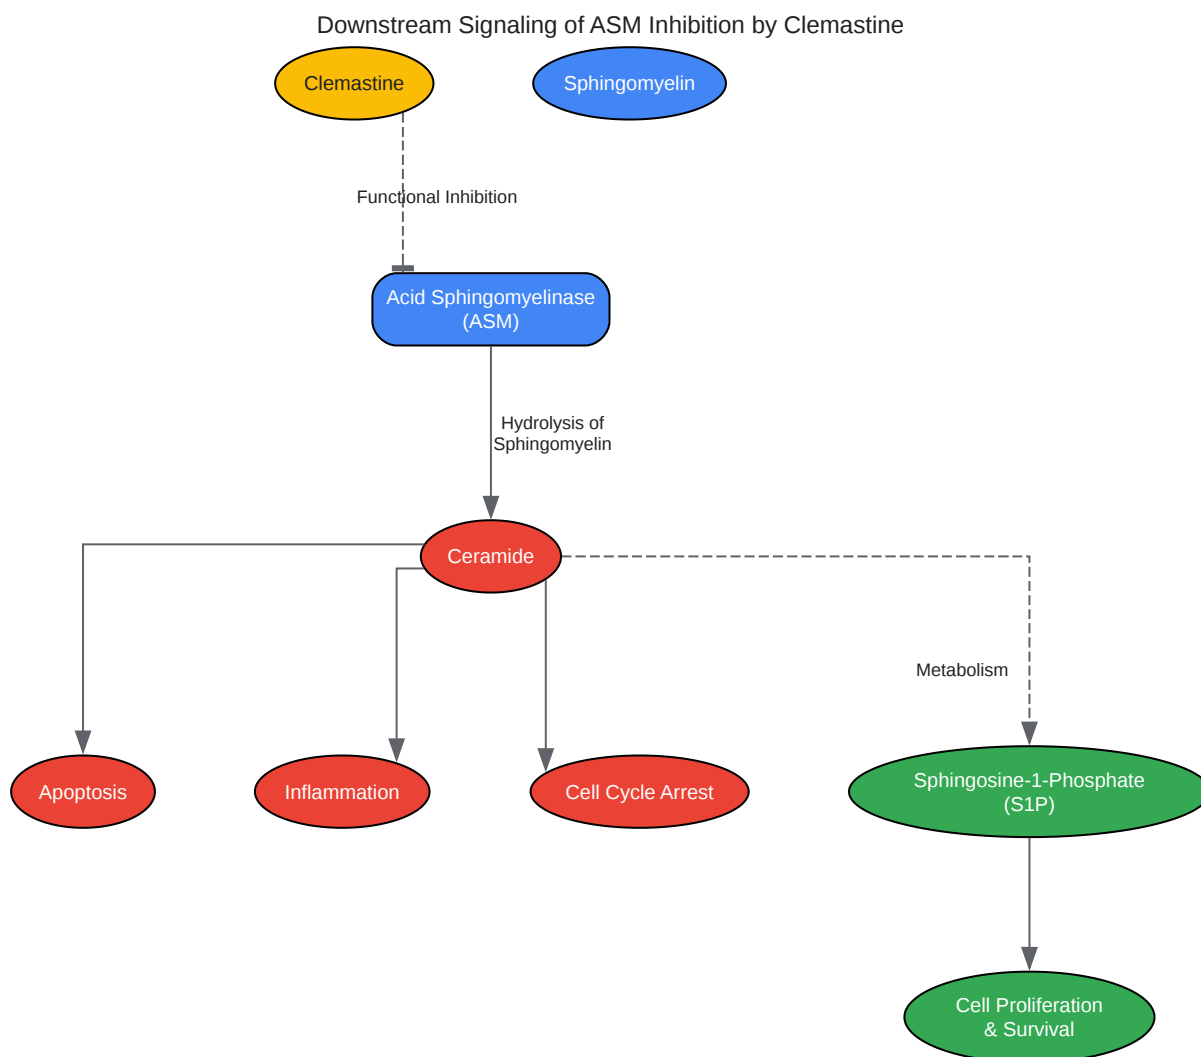 Downstream Signaling of ASM Inhibition by Clemastine
Clemastine
Sphingomyelin
Functional Inhibition
Acid Sphingomyelinase
(ASM)
Hydrolysis of
Sphingomyelin
Ceramide
Metabolism
Apoptosis
Inflammation
Cell Cycle Arrest
Sphingosine-1-Phosphate
(S1P)
Cell Proliferation
& Survival